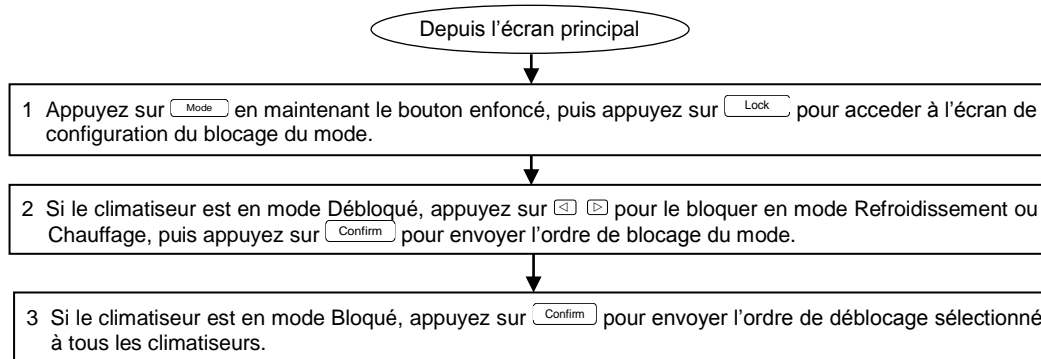 Depuis l’écran principal
1 Appuyez sur Mode en maintenant le bouton enfoncé, puis appuyez sur Lock pour acceder à l’écran de
configuration du blocage du mode.
2 Si le climatiseur est en mode Débloqué, appuyez sur ◁ ▷ pour le bloquer en mode Refroidissement ou
Chauffage, puis appuyez sur Confirm pour envoyer l’ordre de blocage du mode.
3 Si le climatiseur est en mode Bloqué, appuyez sur Confirm pour envoyer l’ordre de déblocage sélectionné
à tous les climatiseurs.